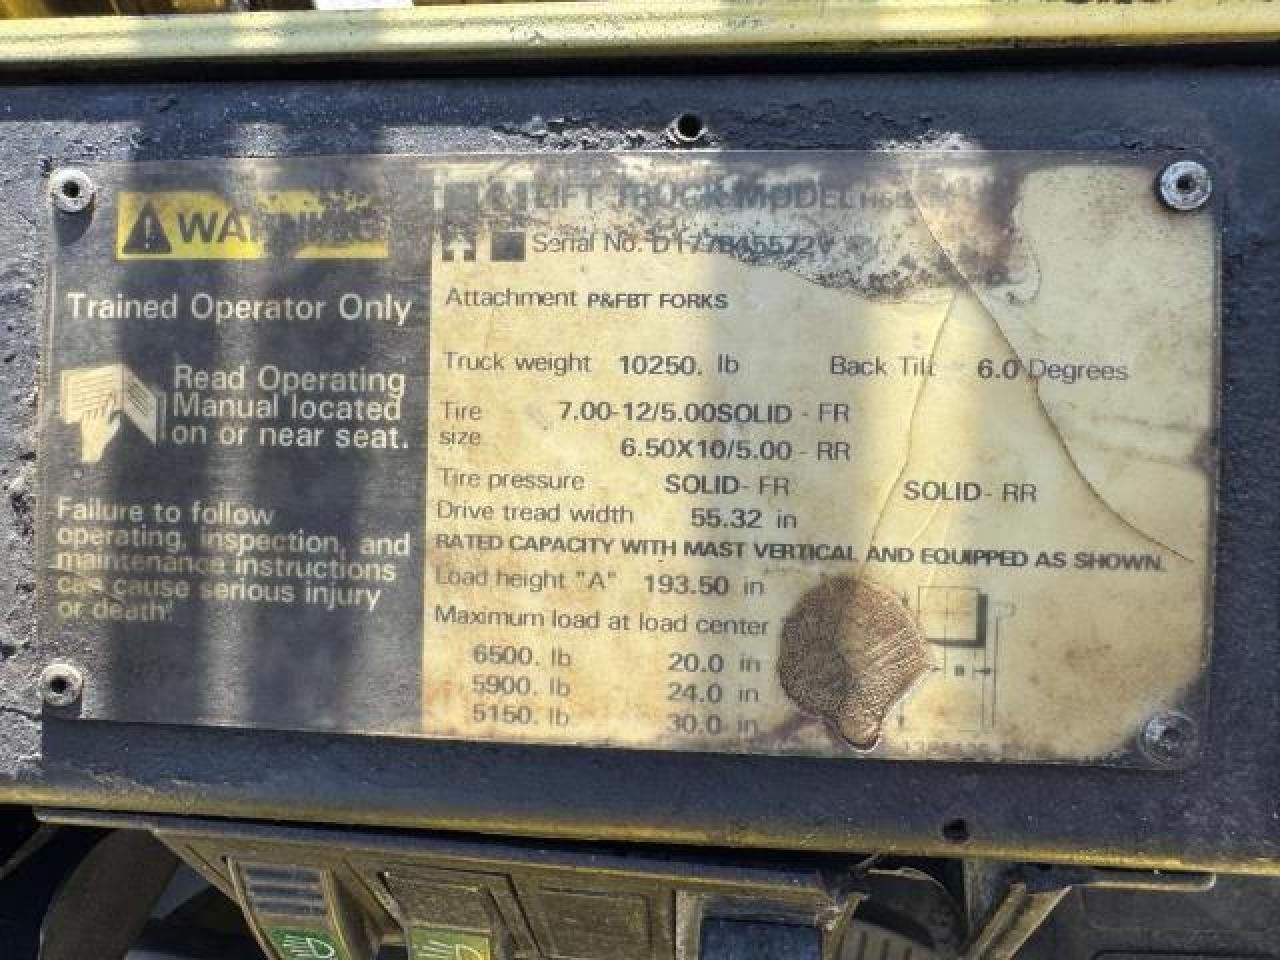 WARNING
Trained Operator Only
Read Operating
Manual located
on or near seat.
Failure to follow
operating, inspection, and
maintenance instructions
can cause serious injury
or death!
LIFT TRUCK MODEL
Serial No. D177B45572V
Attachment P&FBT FORKS
Truck weight 10250. lb Back Tilt 6.0 Degrees
Tire 7.00-12/5.00SOLID - FR
size 6.50X10/5.00 - RR
Tire pressure SOLID- FR SOLID- RR
Drive tread width 55.32 in
RATED CAPACITY WITH MAST VERTICAL AND EQUIPPED AS SHOWN.
Load height "A" 193.50 in
Maximum load at load center
6500. lb 20.0 in
5900. lb 24.0 in
5150. lb 30.0 in